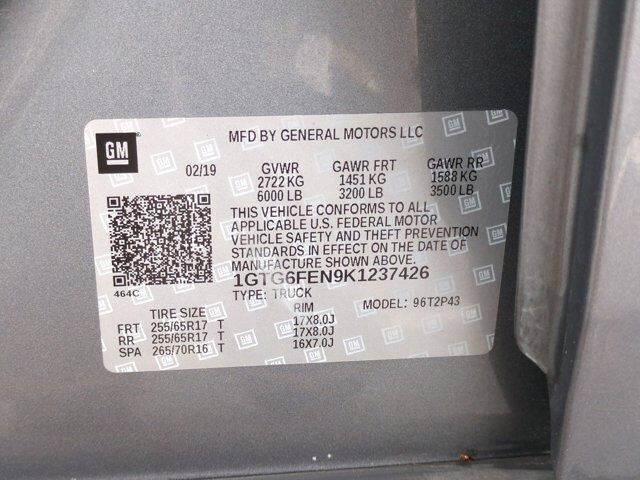 GM
MFD BY GENERAL MOTORS LLC
02/19 GVWR GAWR FRT GAWR RR
2722 KG 1451 KG 1588 KG
6000 LB 3200 LB 3500 LB
THIS VEHICLE CONFORMS TO ALL
APPLICABLE U.S. FEDERAL MOTOR
VEHICLE SAFETY AND THEFT PREVENTION
STANDARDS IN EFFECT ON THE DATE OF
MANUFACTURE SHOWN ABOVE.
464C 1GTG6FEN9K1237426
TYPE: TRUCK MODEL: 96T2P43
TIRE SIZE RIM
FRT 255/65R17 T 17X8.0J
RR 255/65R17 T 17X8.0J
SPA 265/70R16 T 16X7.0J